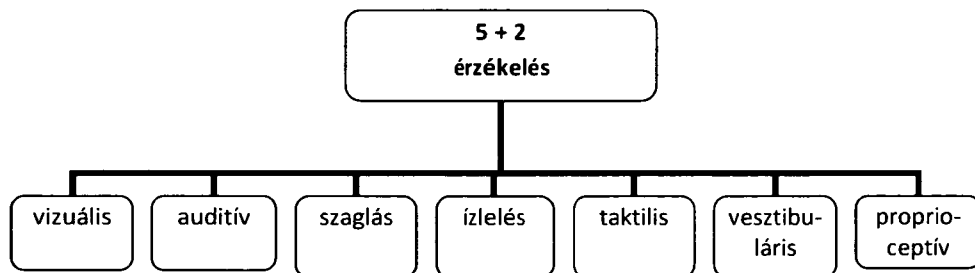 5 + 2
érzékelés
vizuális
auditív
szaglás
ízlelés
taktilis
vesztibu-
láris
proprio-
ceptív